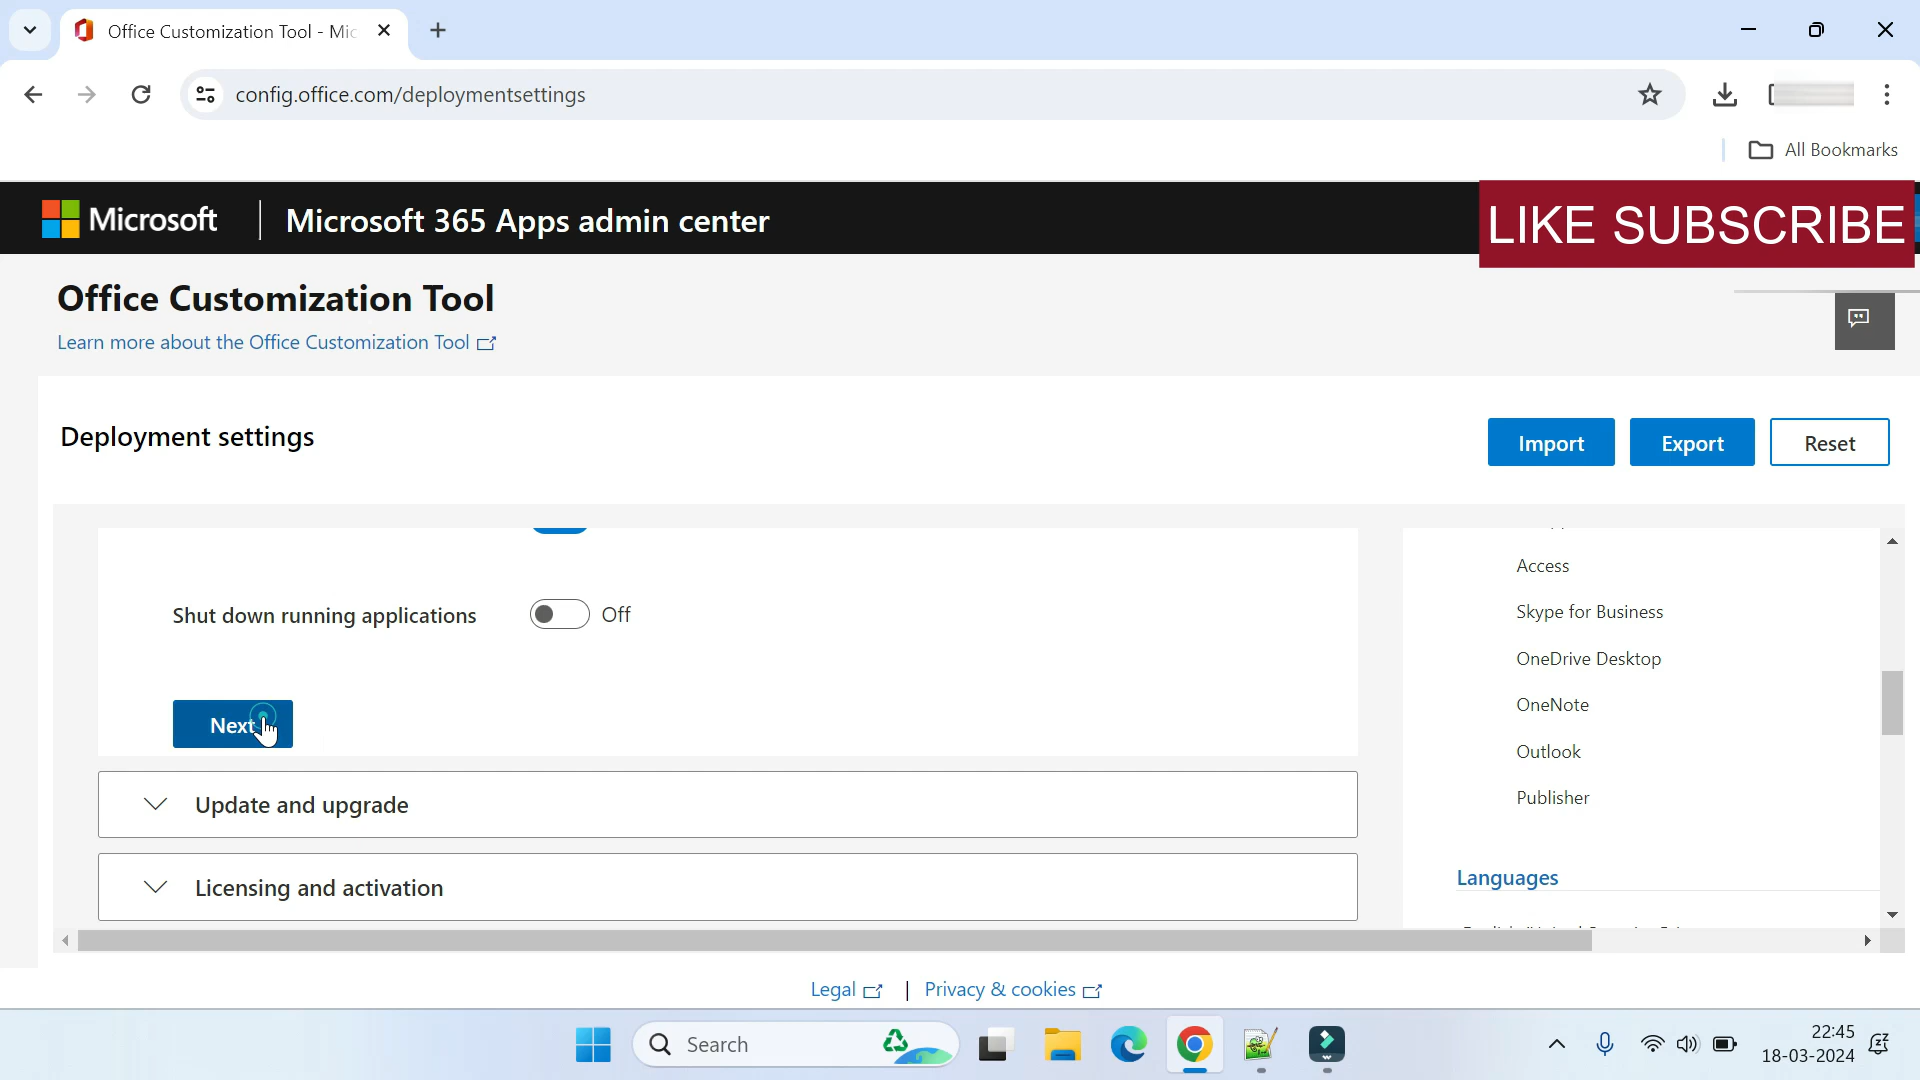 Office Customization Tool - Mic
config.office.com/deploymentsettings
All Bookmarks
Microsoft
Microsoft 365 Apps admin center
LIKE SUBSCRIBE
Office Customization Tool
Learn more about the Office Customization Tool
Deployment settings
Import
Export
Reset
Shut down running applications
Off
Next
Update and upgrade
Licensing and activation
Access
Skype for Business
OneDrive Desktop
OneNote
Outlook
Publisher
Languages
Legal
|
Privacy & cookies
Search
22:45
18-03-2024